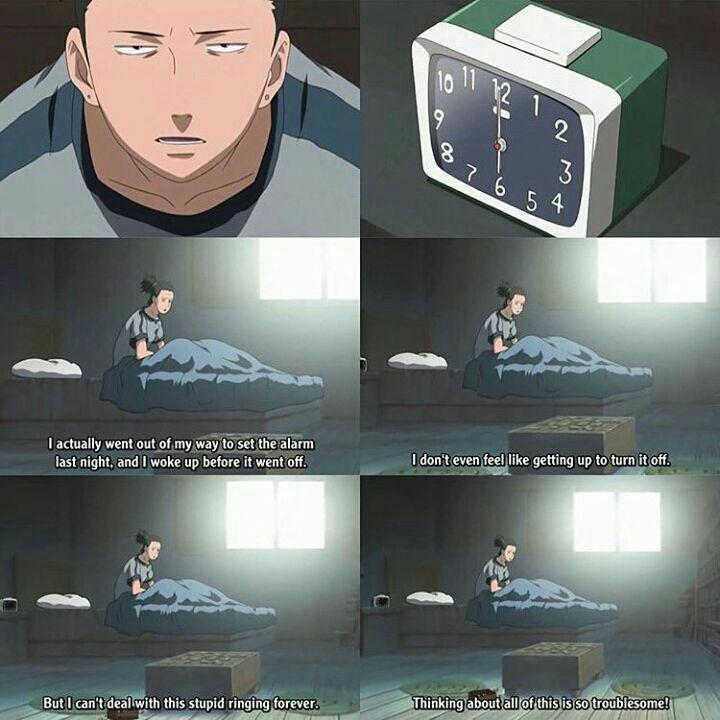 10 11 12 1
9 2
8 3
7 6 5 4
I actually went out of my way to set the alarm
last night, and I woke up before it went off.
I don't even feel like getting up to turn it off.
But I can't deal with this stupid ringing forever.
Thinking about all of this is so troublesome!